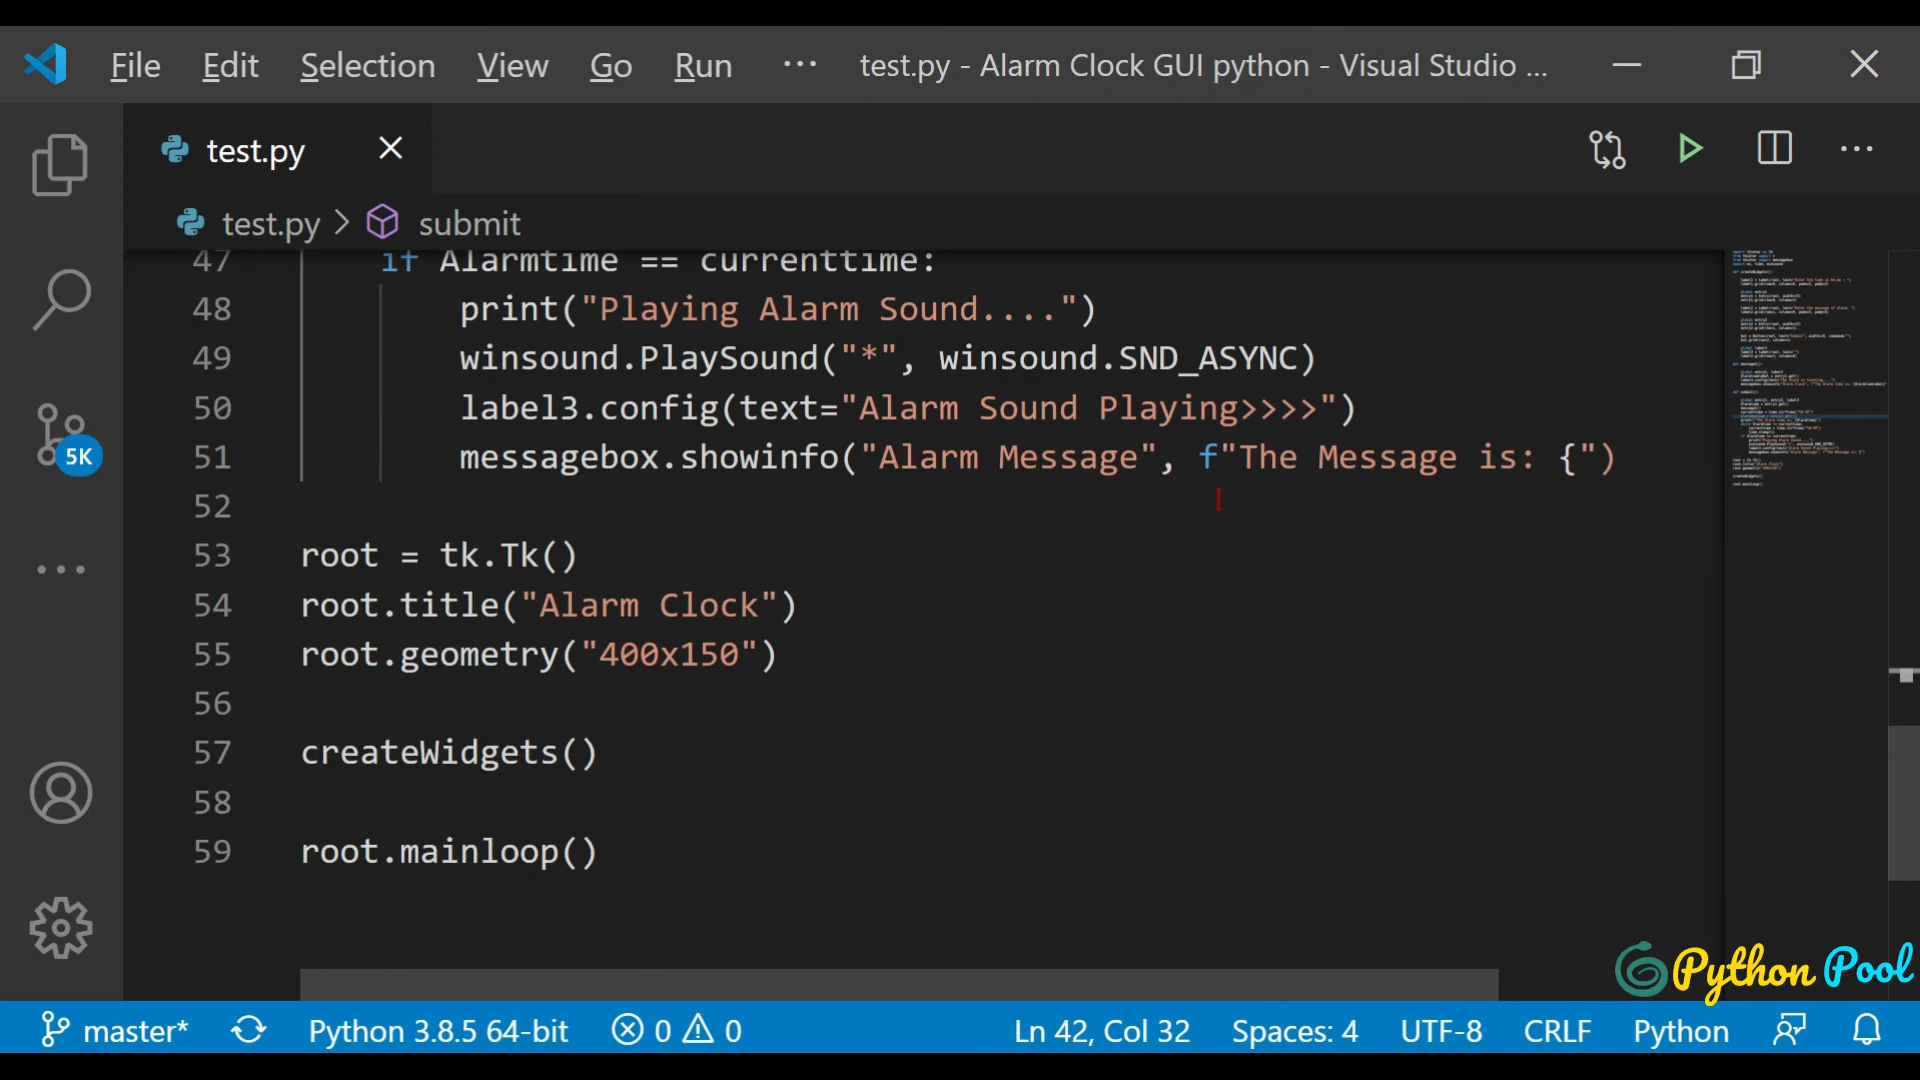 File Edit Selection View Go Run ··· test.py - Alarm Clock GUI python - Visual Studio ...
test.py
test.py > submit
47 if Alarmtime == currenttime:
48 print("Playing Alarm Sound....")
49 winsound.PlaySound("*", winsound.SND_ASYNC)
50 label3.config(text="Alarm Sound Playing>>>>")
51 messagebox.showinfo("Alarm Message", f"The Message is: {")
52
53 root = tk.Tk()
54 root.title("Alarm Clock")
55 root.geometry("400x150")
56
57 createWidgets()
58
59 root.mainloop()
5K
Python Pool
master* Python 3.8.5 64-bit 0 0 Ln 42, Col 32 Spaces: 4 UTF-8 CRLF Python